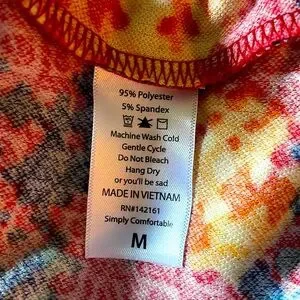 95% Polyester
5% Spandex
Machine Wash Cold
Gentle Cycle
Do Not Bleach
Hang Dry
or you'll be sad
MADE IN VIETNAM
RN#142161
Simply Comfortable
M